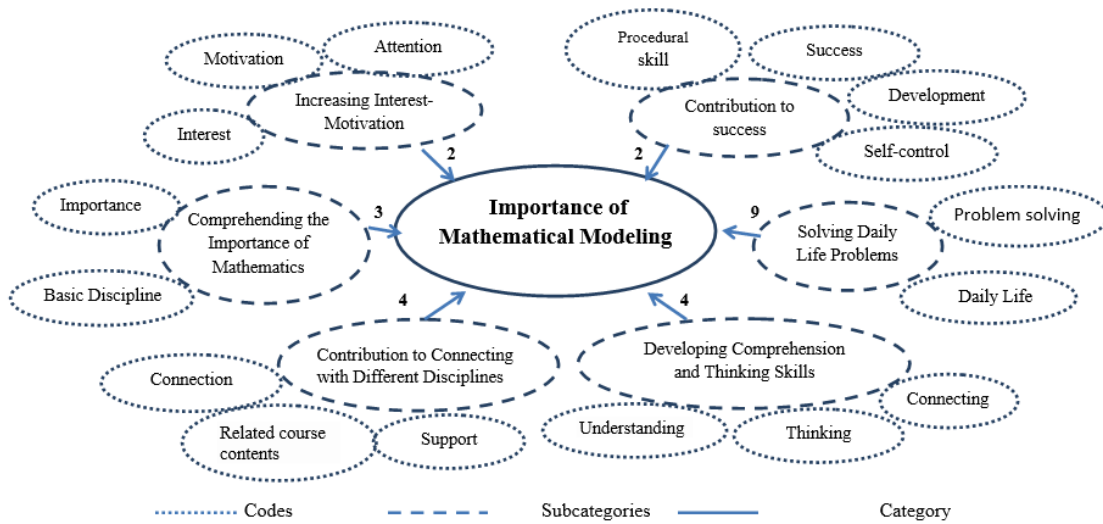 Motivation
Attention
Increasing Interest-
Motivation
Interest
2
Procedural
skill
Success
Development
Contribution to
success
Self-control
2
Importance of
Mathematical Modeling
Importance
Comprehending the
Importance of
Mathematics
3
Basic Discipline
9
Solving Daily
Life Problems
Problem solving
Daily Life
4
Contribution to Connecting
with Different Disciplines
Connection
Related course
contents
Support
4
Developing Comprehension
and Thinking Skills
Connecting
Understanding
Thinking
Codes
Subcategories
Category